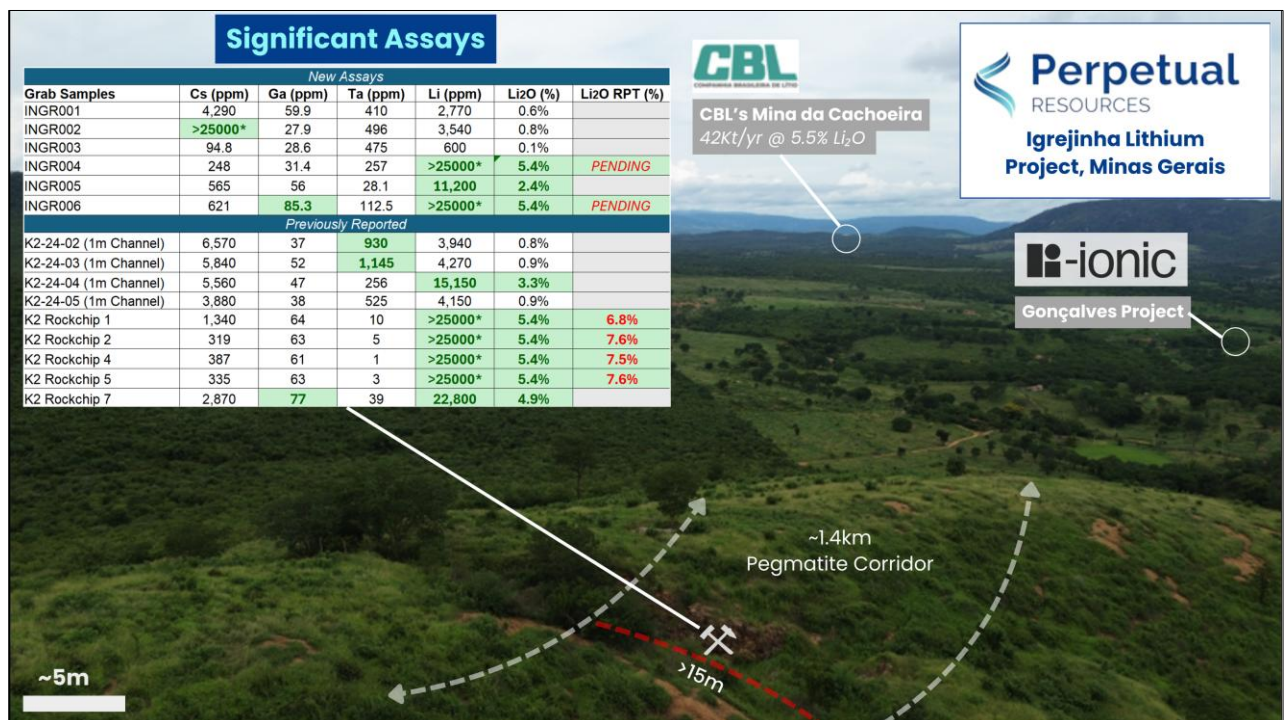 Significant Assays
New Assays
Grab Samples Cs (ppm) Ga (ppm) Ta (ppm) Li (ppm) Li2O (%) Li2O RPT (%)
INGR001 4,290 59.9 410 2,770 0.6%
INGR002 >25000* 27.9 496 3,540 0.8%
INGR003 94.8 28.6 475 600 0.1%
INGR004 248 31.4 257 >25000* 5.4% PENDING
INGR005 565 56 28.1 11,200 2.4%
INGR006 621 85.3 112.5 >25000* 5.4% PENDING
Previously Reported
K2-24-02 (1m Channel) 6,570 37 930 3,940 0.8%
K2-24-03 (1m Channel) 5,840 52 1,145 4,270 0.9%
K2-24-04 (1m Channel) 5,560 47 256 15,150 3.3%
K2-24-05 (1m Channel) 3,880 38 525 4,150 0.9%
K2 Rockchip 1 1,340 64 10 >25000* 5.4% 6.8%
K2 Rockchip 2 319 63 5 >25000* 5.4% 7.6%
K2 Rockchip 4 387 61 1 >25000* 5.4% 7.5%
K2 Rockchip 5 335 63 3 >25000* 5.4% 7.6%
K2 Rockchip 7 2,870 77 39 22,800 4.9%
CBL
COMPANHIA BRASILEIRA DE LÍTIO
CBL's Mina da Cachoeira
42Kt/yr @ 5.5% Li₂O
Perpetual
RESOURCES
Igrejinha Lithium
Project, Minas Gerais
-ionic
Gonçalves Project
~1.4km
Pegmatite Corridor
>15m
~5m